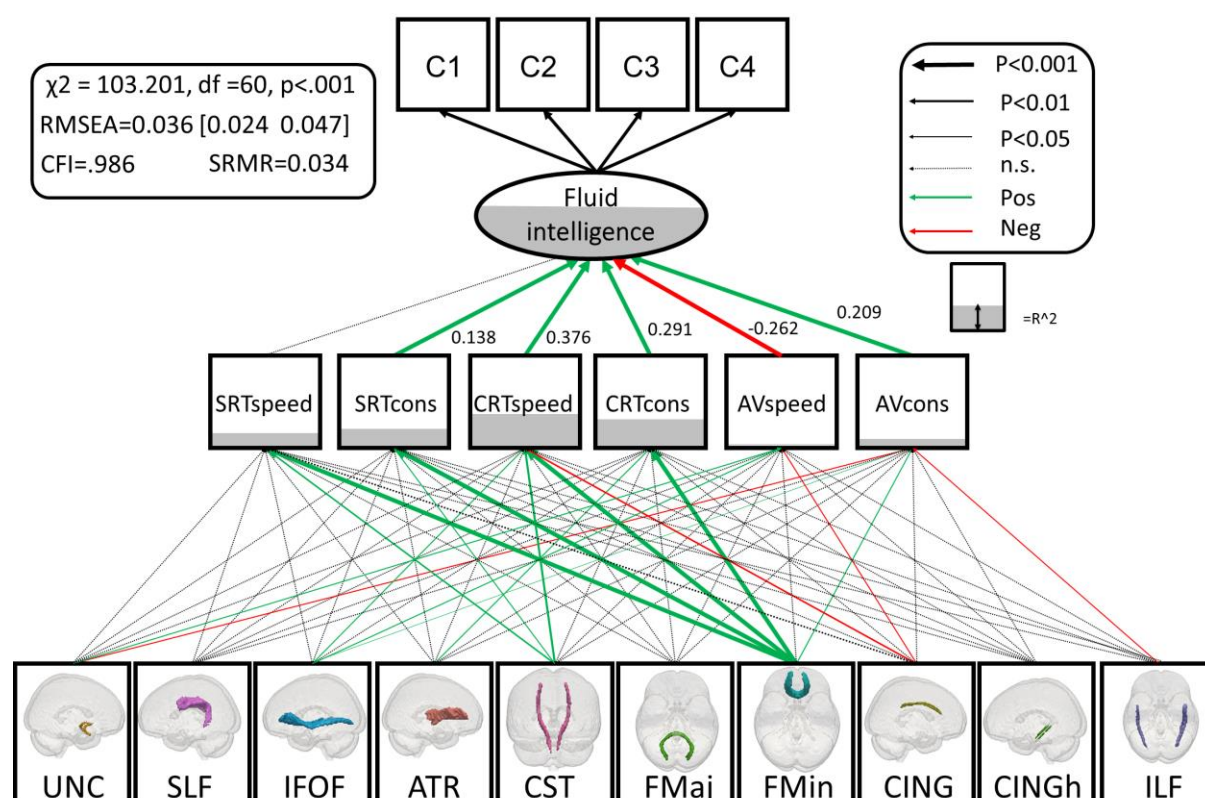 C1 C2 C3 C4
χ2 = 103.201, df =60, p<.001
RMSEA=0.036 [0.024 0.047]
CFI=.986 SRMR=0.034
P<0.001
P<0.01
P<0.05
n.s.
Pos
Neg
=R^2
Fluid
intelligence
0.138 0.376 0.291 -0.262 0.209
SRTspeed SRTcons CRTspeed CRTcons AVspeed AVcons
UNC SLF IFOF ATR CST FMaj FMin CING CINGh ILF